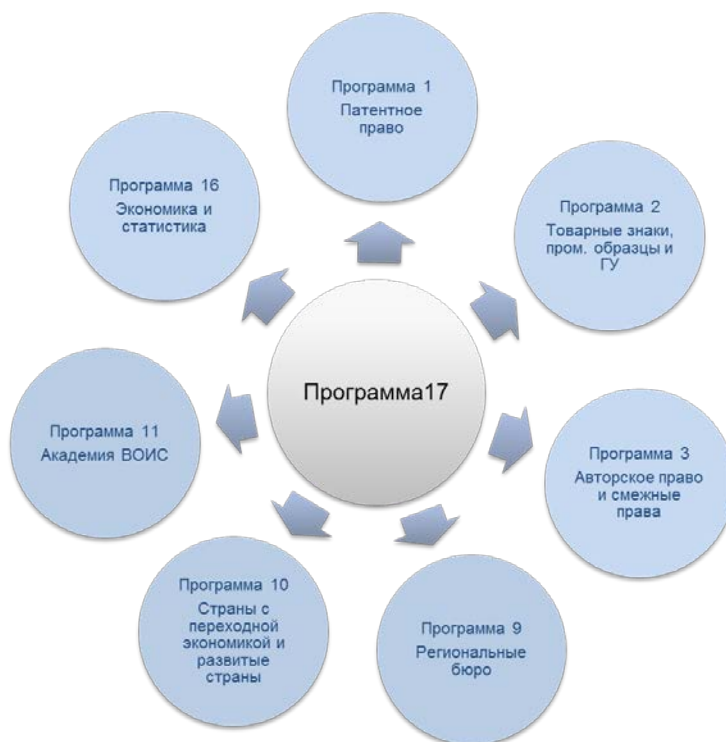 Программа 1
Патентное
право
Программа 2
Товарные знаки,
пром. образцы и
ГУ
Программа 3
Авторское право
и смежные
права
Программа 9
Региональные
бюро
Программа 10
Страны с
переходной
экономикой и
развитые
страны
Программа 11
Академия ВОИС
Программа 16
Экономика и
статистика
Программа17